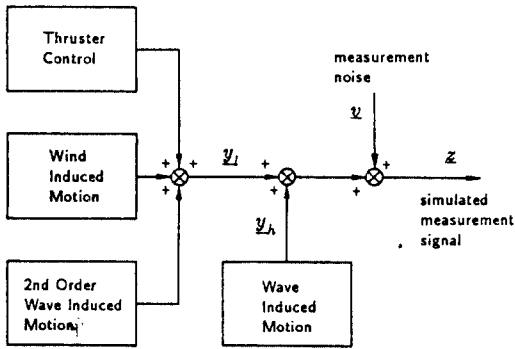 Thruster
Control
measurement
noise
v
+
+
+
Wind
Induced
Motion
+
+
y_l
+
+
y_h
+
z
simulated
measurement
signal
2nd Order
Wave Induced
Motion
Wave
Induced
Motion